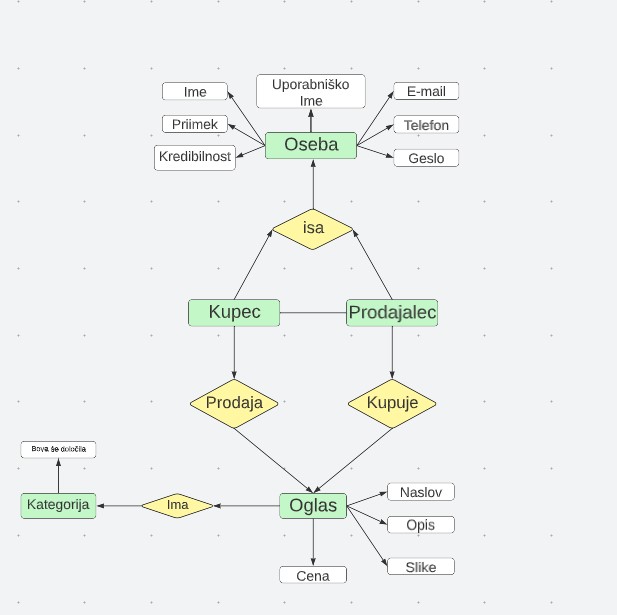 Uporabniško
Ime
Ime
E-mail
Priimek
Telefon
Oseba
Kredibilnost
Geslo
isa
Kupec
Prodajalec
Prodaja
Kupuje
Bova še določila
Kategorija
Ima
Oglas
Naslov
Opis
Slike
Cena